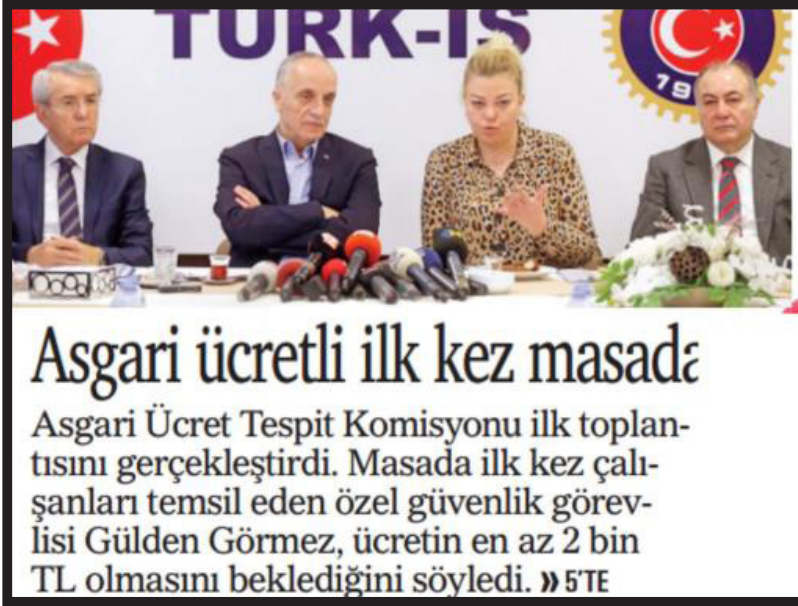 TÜRK-İŞ
19
Asgari ücretli ilk kez masada
Asgari Ücret Tespit Komisyonu ilk toplan-
tısını gerçekleştirdi. Masada ilk kez çalı-
şanları temsil eden özel güvenlik görev-
lisi Gülden Görmez, ücretin en az 2 bin
TL olmasını beklediğini söyledi. » 5'TE